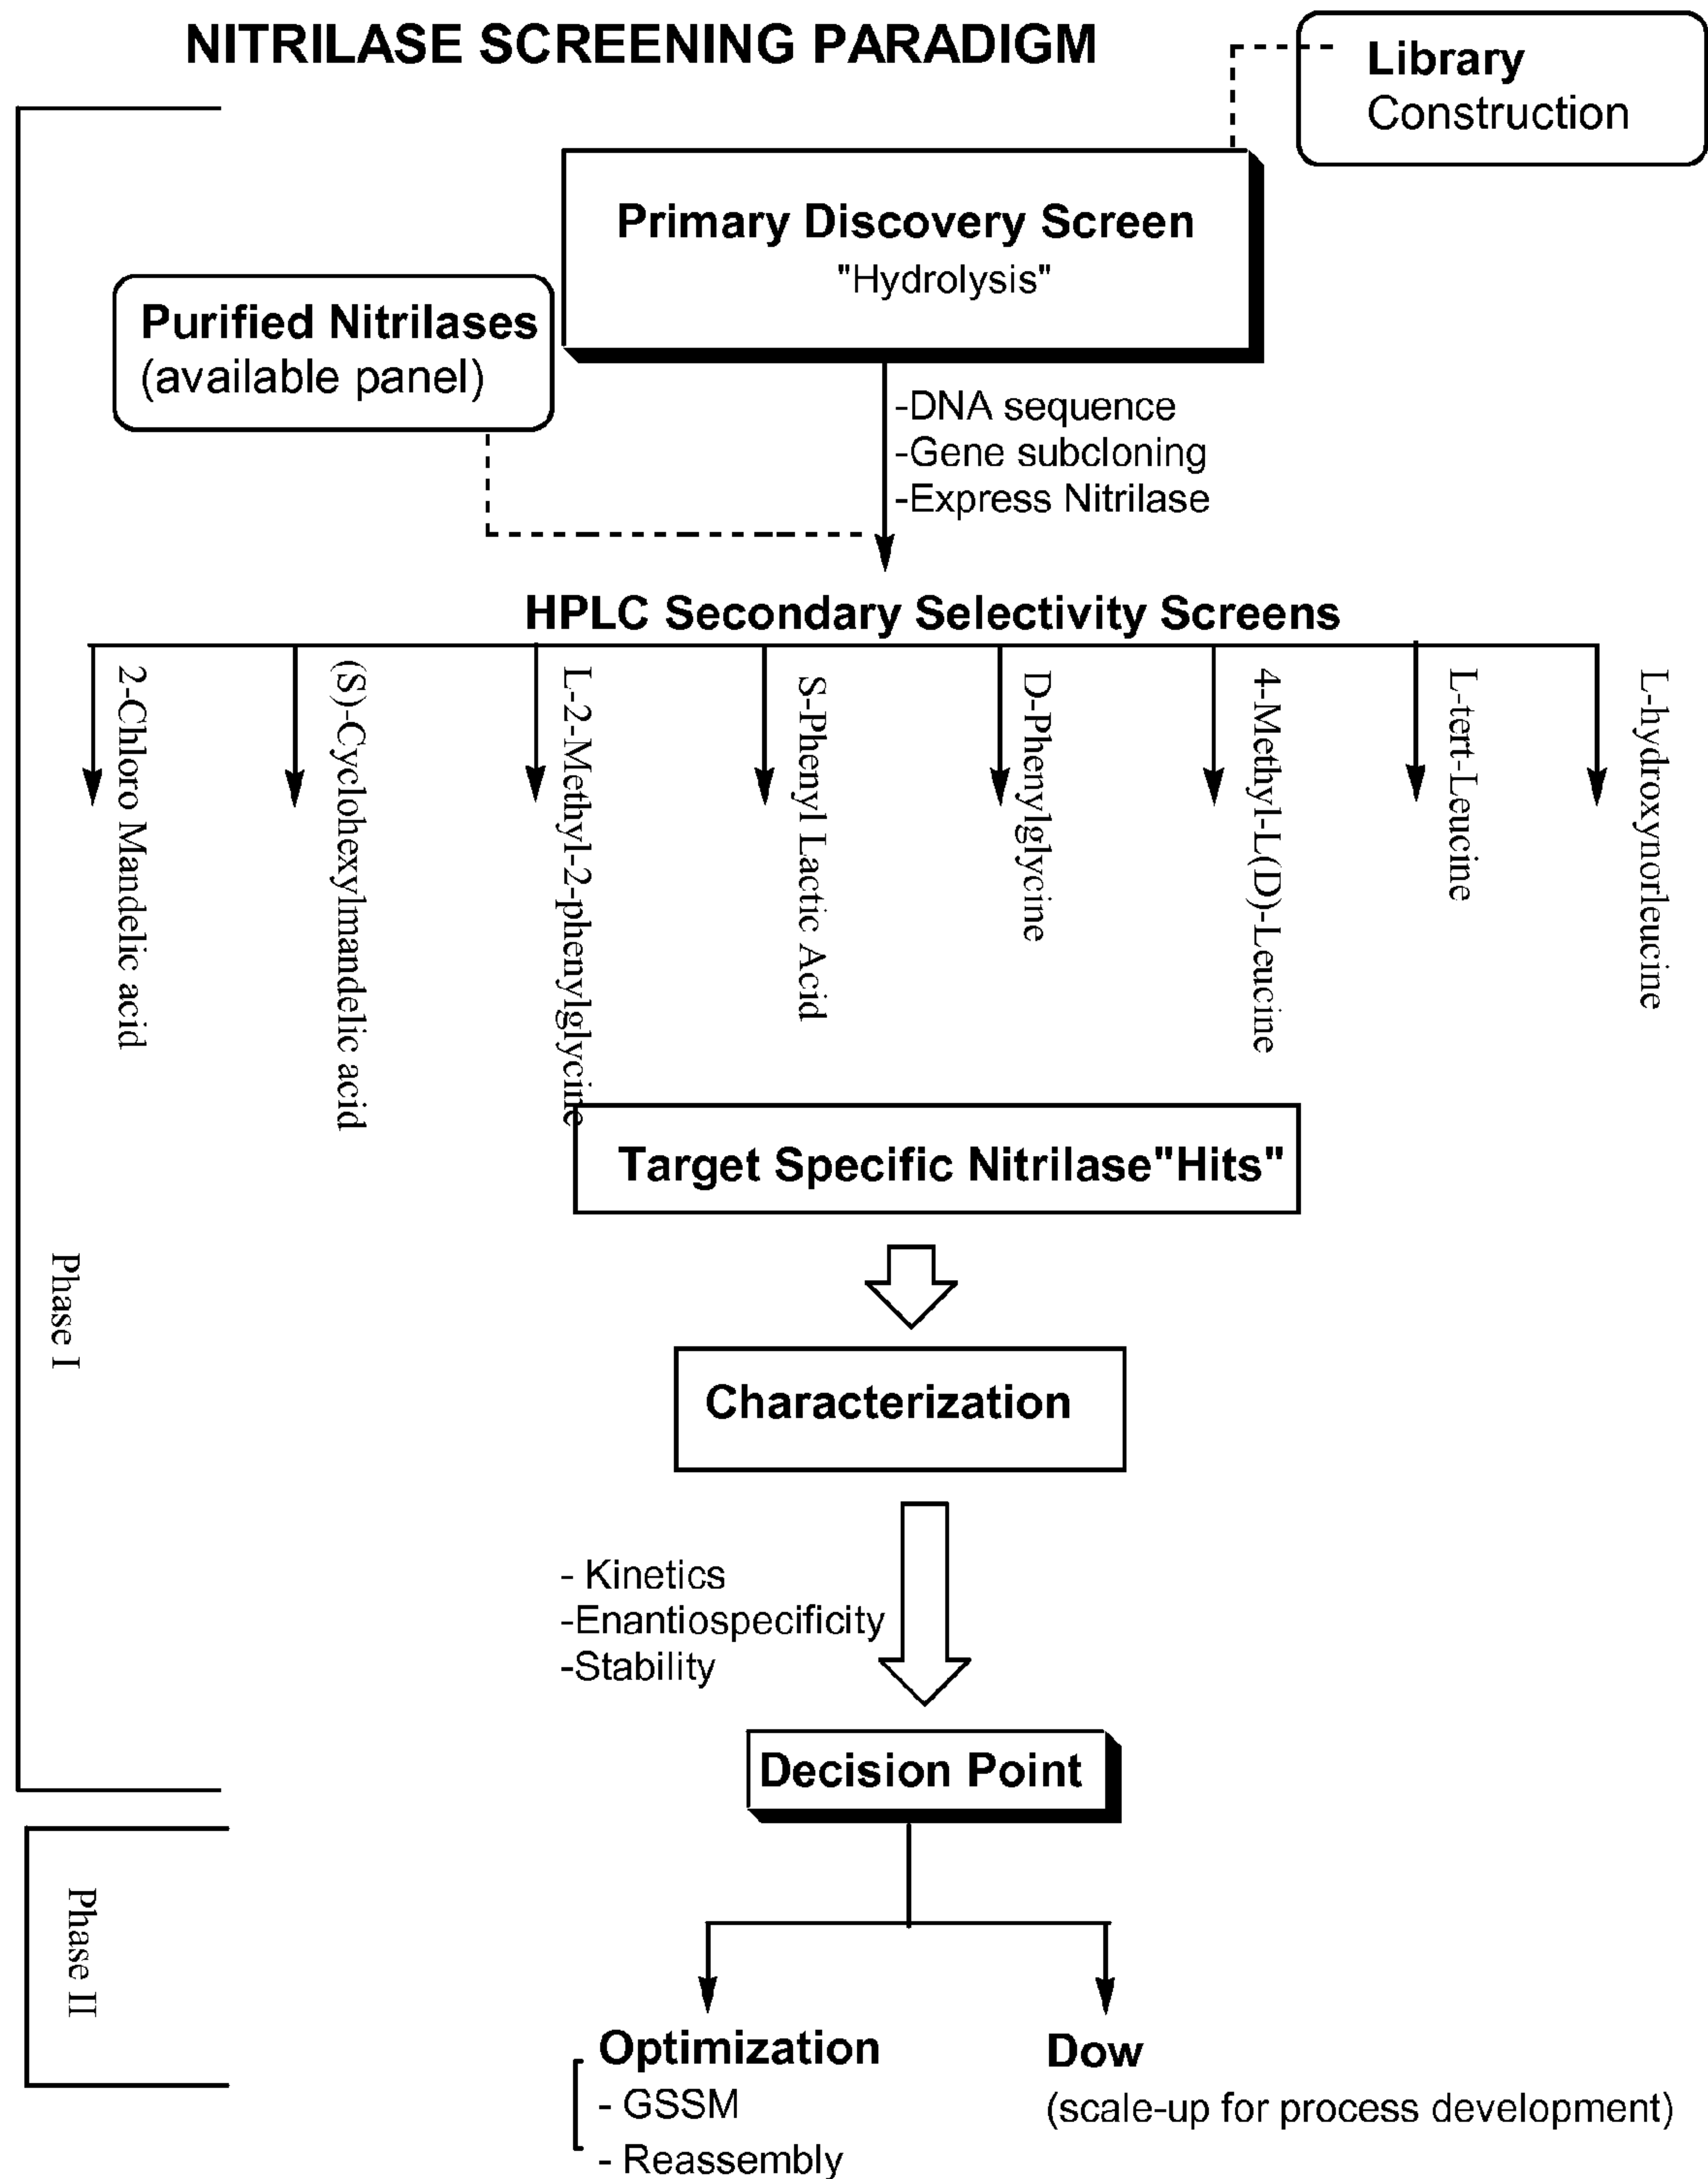 NITRILASE SCREENING PARADIGM
Library
Construction
Primary Discovery Screen
"Hydrolysis"
Purified Nitrilases
(available panel)
-DNA sequence
-Gene subcloning
-Express Nitrilase
HPLC Secondary Selectivity Screens
2-Chloro Mandelic acid
(S)-Cyclohexylmandelic acid
L-2-Methyl-2-phenylglycine
S-Phenyl Lactic Acid
D-Phenylglycine
4-Methyl-L(D)-Leucine
L-tert-Leucine
L-hydroxynorleucine
Target Specific Nitrilase"Hits"
Phase I
Characterization
- Kinetics
-Enantiospecificity
-Stability
Decision Point
Phase II
Optimization
- GSSM
- Reassembly
Dow
(scale-up for process development)